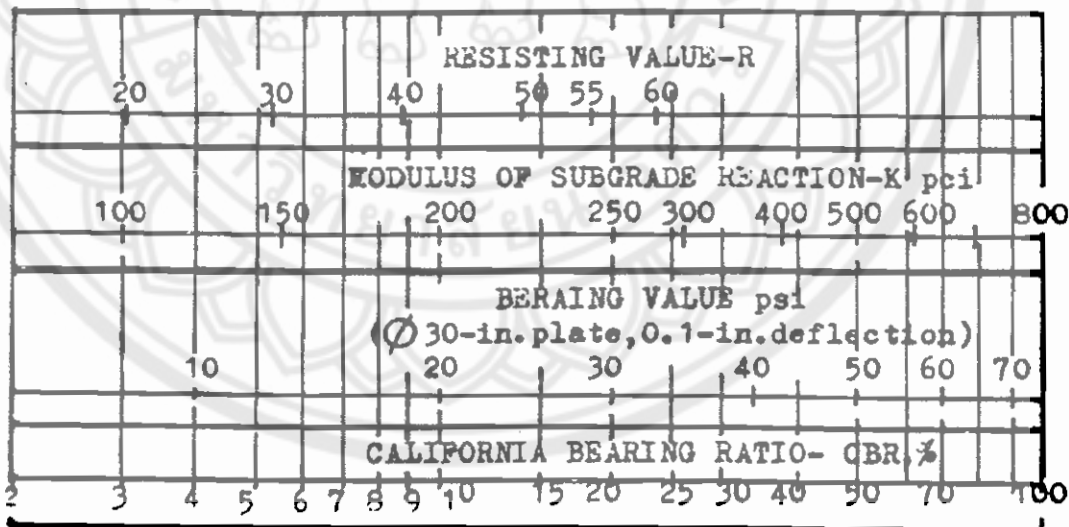 RESISTING VALUE-R
20 30 40 50 55 60
MODULUS OF SUBGRADE REACTION-K pci
100 150 200 250 300 400 500 600 800
BERAING VALUE psi
(Ø 30-in.plate,0.1-in.deflection)
10 20 30 40 50 60 70
CALIFORNIA BEARING RATIO- CBR,%
2 3 4 5 6 7 8 9 10 15 20 25 30 40 50 70 100